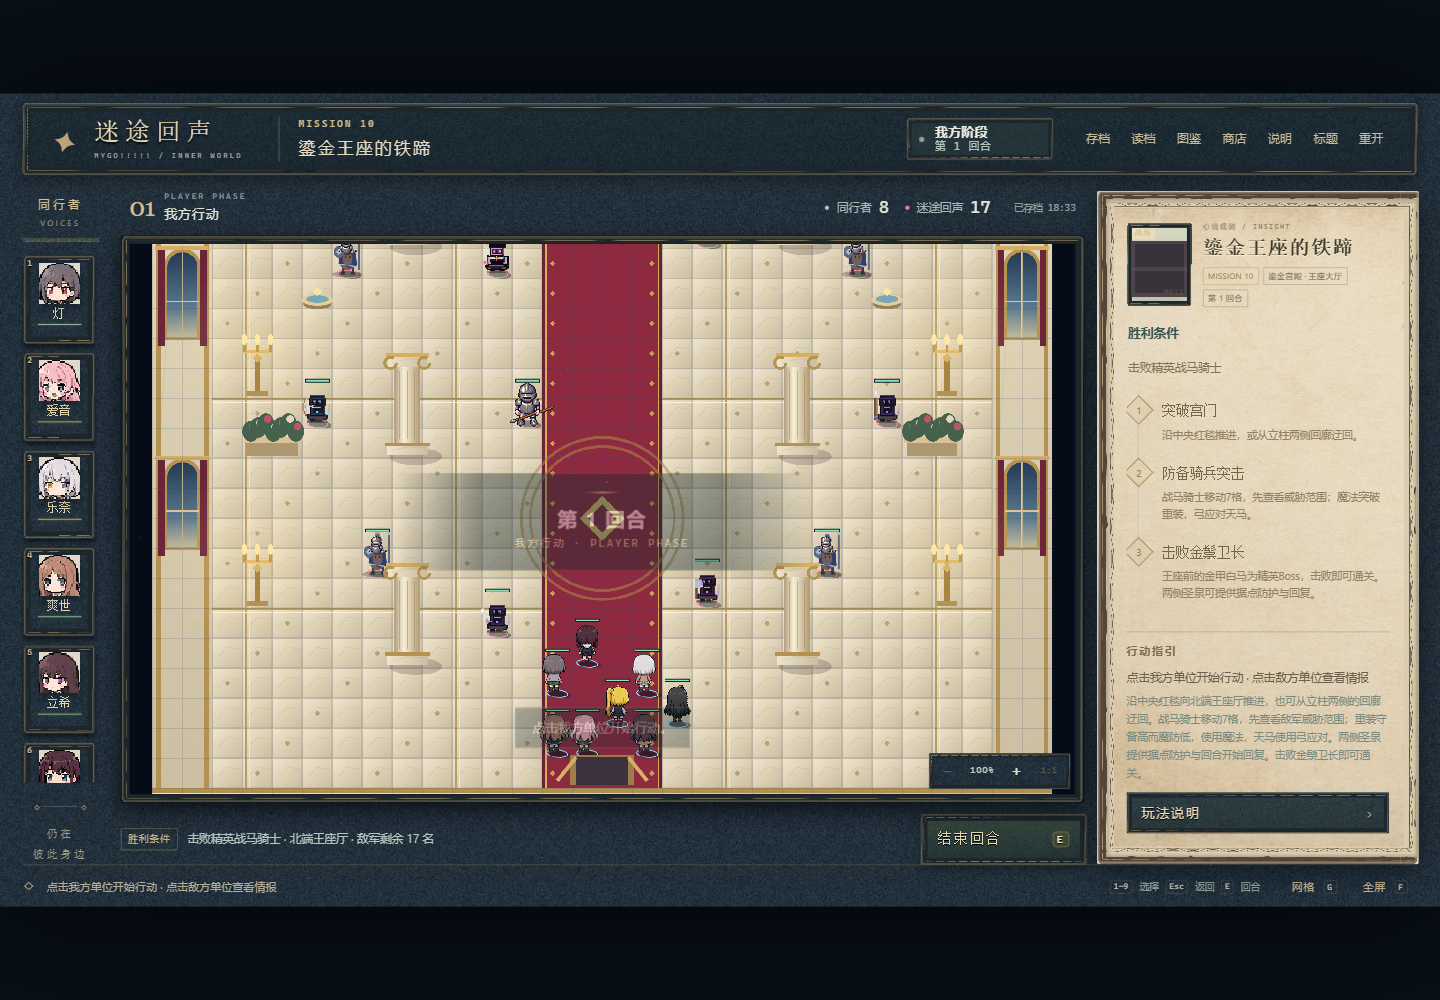 迷途回声
MYGO!!!!! / INNER WORLD
MISSION 10
鎏金王座的铁蹄
我方阶段
第 1 回合
存档 读档 图鉴 商店 说明 标题 重开
同行者
VOICES
01
PLAYER PHASE
我方行动
同行者 8
迷途回声 17
已存档 18:33
1
灯
2
爱音
3
乐奈
4
爽世
5
立希
6
仍在
彼此身边
第 1 回合
我方行动 · PLAYER PHASE
点击我方单位开始行动。
100% + 1:1
心境观测 / INSIGHT
鎏金王座的铁蹄
MISSION 10
鎏金宫殿 · 王座大厅
第 1 回合
胜利条件
击败精英战马骑士
1
突破宫门
沿中央红毯推进，或从立柱两侧回廊迂回。
2
防备骑兵突击
战马骑士移动7格，先查看威胁范围；魔法突破
重装，弓应对天马。
3
击败金鬃卫长
王座前的金甲白马为精英Boss，击败即可通关。
两侧圣泉可提供据点防护与回复。
行动指引
点击我方单位开始行动 · 点击敌方单位查看情报
沿中央红毯向北端王座厅推进，也可从立柱两侧的回廊
迂回。战马骑士移动7格，先查看敌军威胁范围；重装守
备高而魔防低，使用魔法，天马使用弓应对。两侧圣泉
提供据点防护与回合开始回复。击败金鬃卫长即可通
关。
玩法说明
胜利条件
击败精英战马骑士 · 北端王座厅 · 敌军剩余 17 名
结束回合 E
点击我方单位开始行动 · 点击敌方单位查看情报
1-9 选择 Esc 返回 E 回合 网格 G 全屏 F